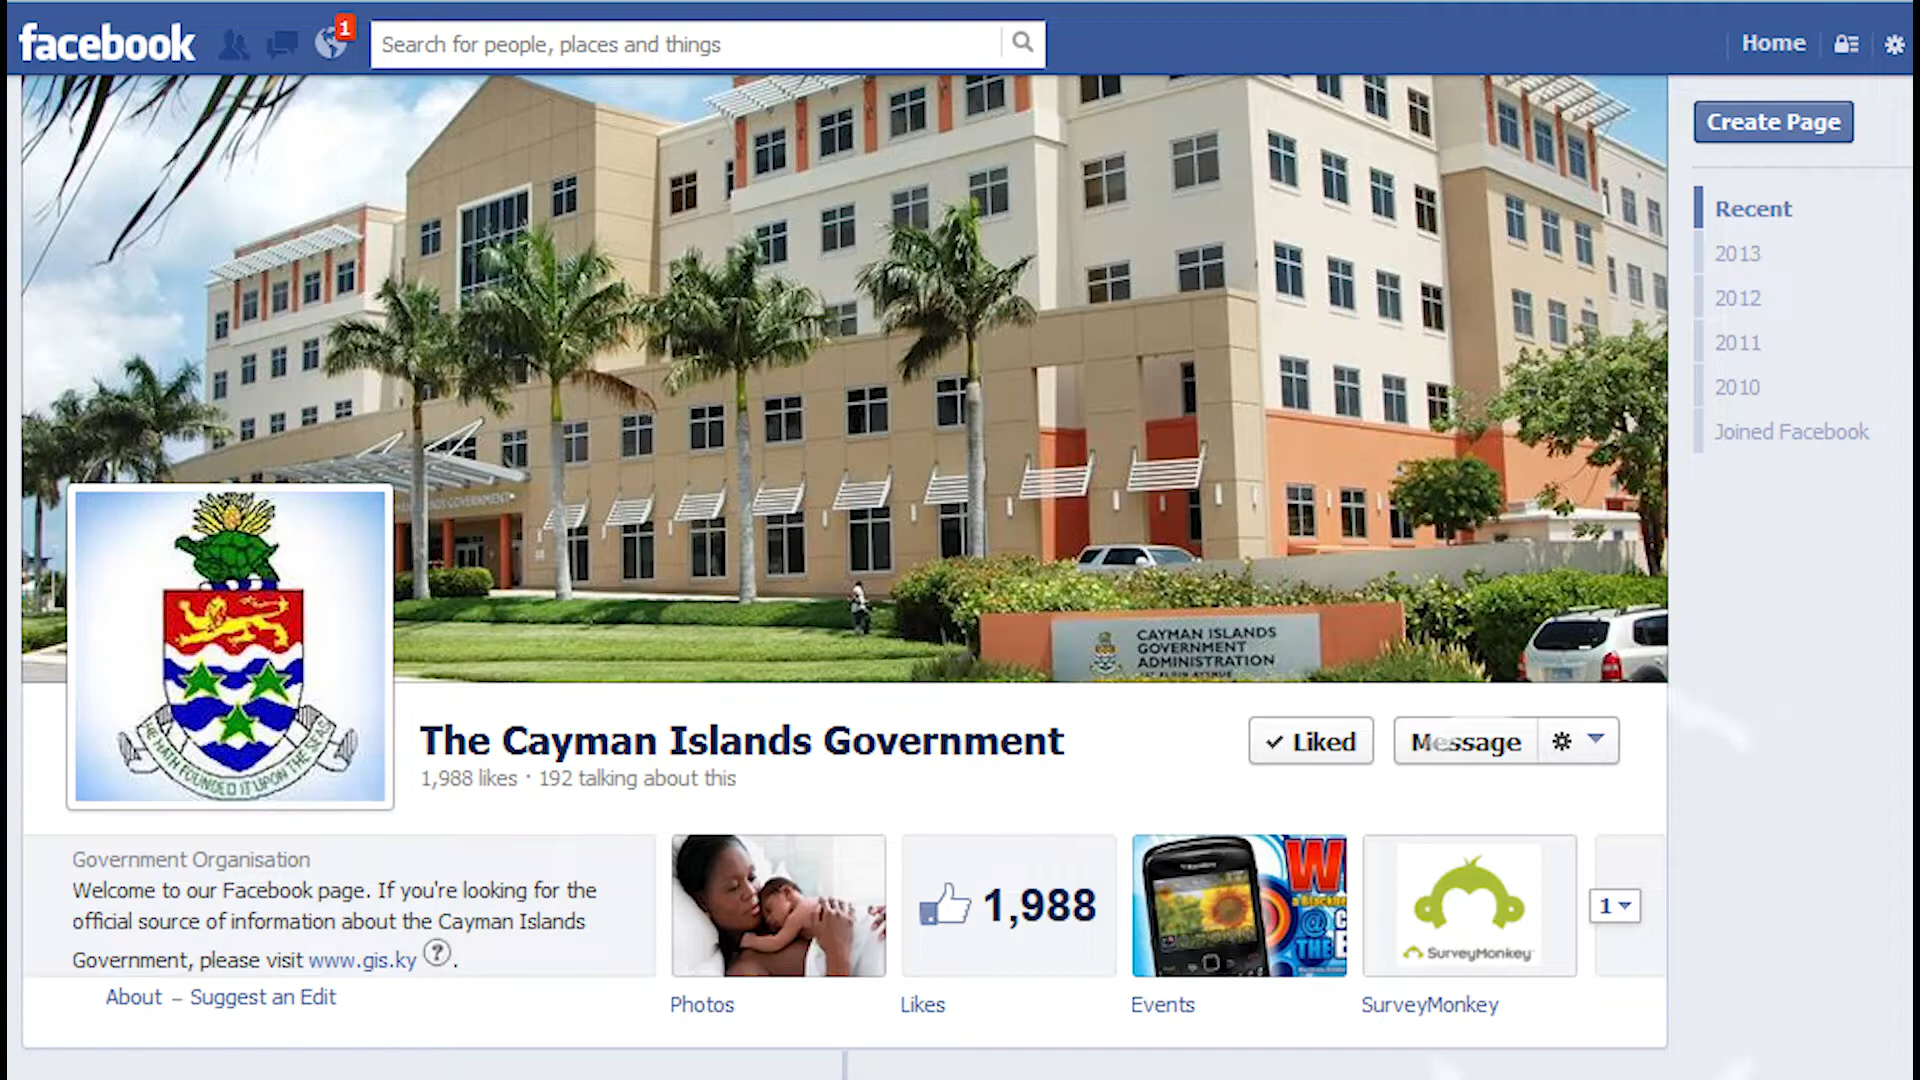 facebook
1
Search for people, places and things
Home
Create Page
Recent
2013
2012
2011
2010
Joined Facebook
ISLANDS GOVERNMENT
CAYMAN ISLANDS
GOVERNMENT
ADMINISTRATION
HE HATH FOUNDED IT UPON THE SEAS
The Cayman Islands Government
1,988 likes · 192 talking about this
✓ Liked
Message
Government Organisation
Welcome to our Facebook page. If you're looking for the
official source of information about the Cayman Islands
Government, please visit www.gis.ky ? .
About – Suggest an Edit
1,988
BlackBerry
W
@
THE
SurveyMonkey
1
Photos
Likes
Events
SurveyMonkey